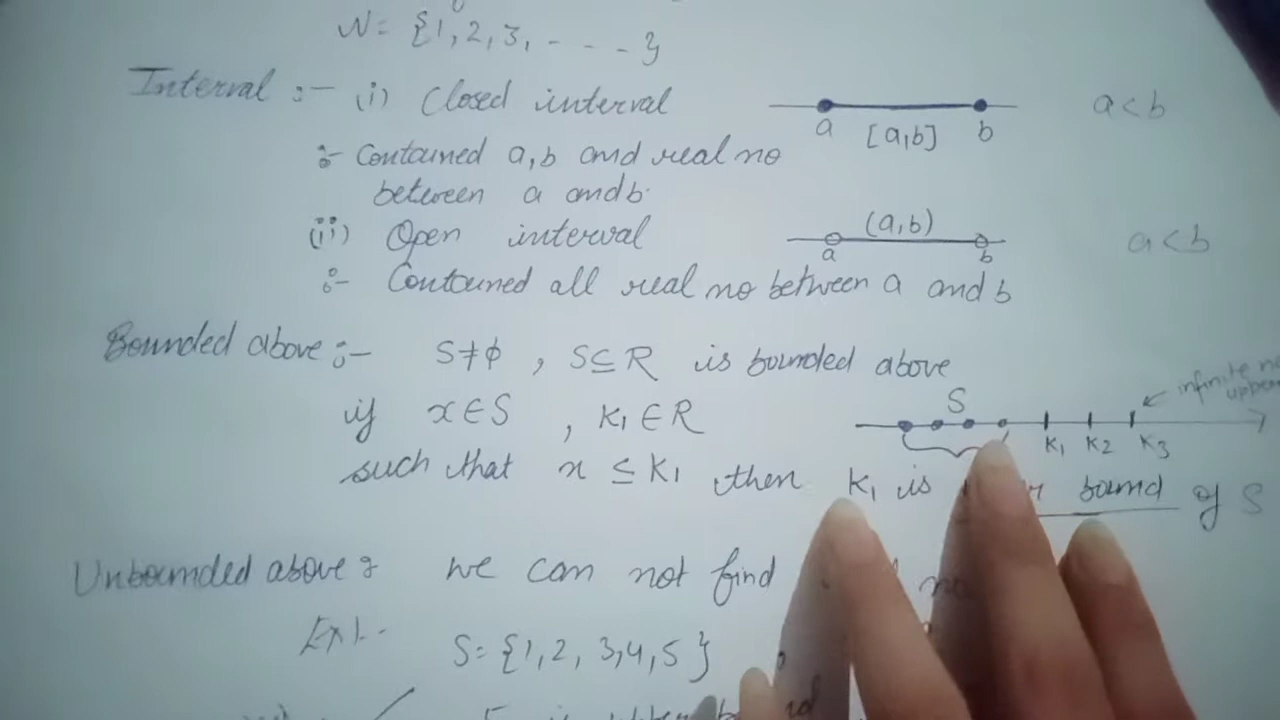 N = {1, 2, 3, - - - - }
Interval :- (i) Closed interval
a [a,b] b
a < b
:- Contained a, b and real no
between a and b.
(ii) Open interval
(a,b)
a b
a < b
:- Contained all real no between a and b
Bounded above :- S ≠ ϕ , S ⊆ R is bounded above
if x ∈ S , K₁ ∈ R
S K₁ K₂ K₃
infinite
such that x ≤ K₁ then K₁ is bound of S
Unbounded above : we can not find
Ex :-
S = {1, 2, 3, 4, 5 }